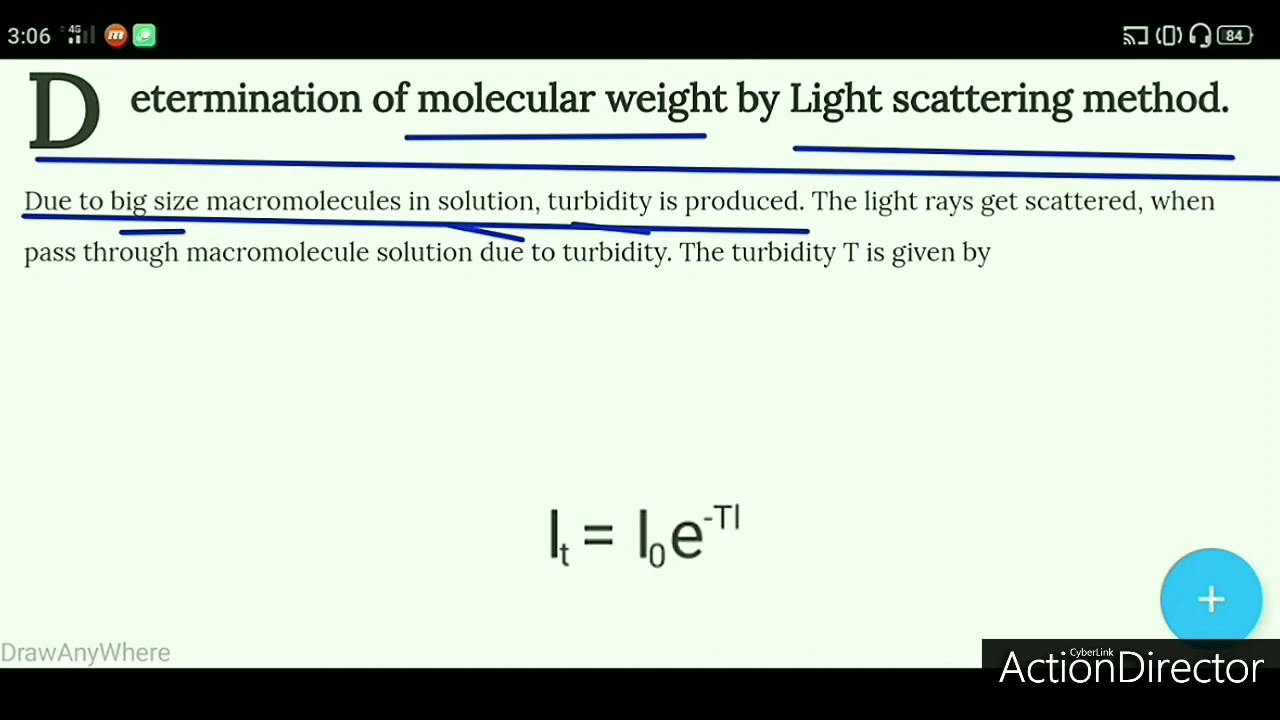 3:06 4G 84
Determination of molecular weight by Light scattering method.
Due to big size macromolecules in solution, turbidity is produced. The light rays get scattered, when
pass through macromolecule solution due to turbidity. The turbidity T is given by
Iₜ = I₀e⁻ᵀˡ
+
DrawAnyWhere
CyberLink
ActionDirector